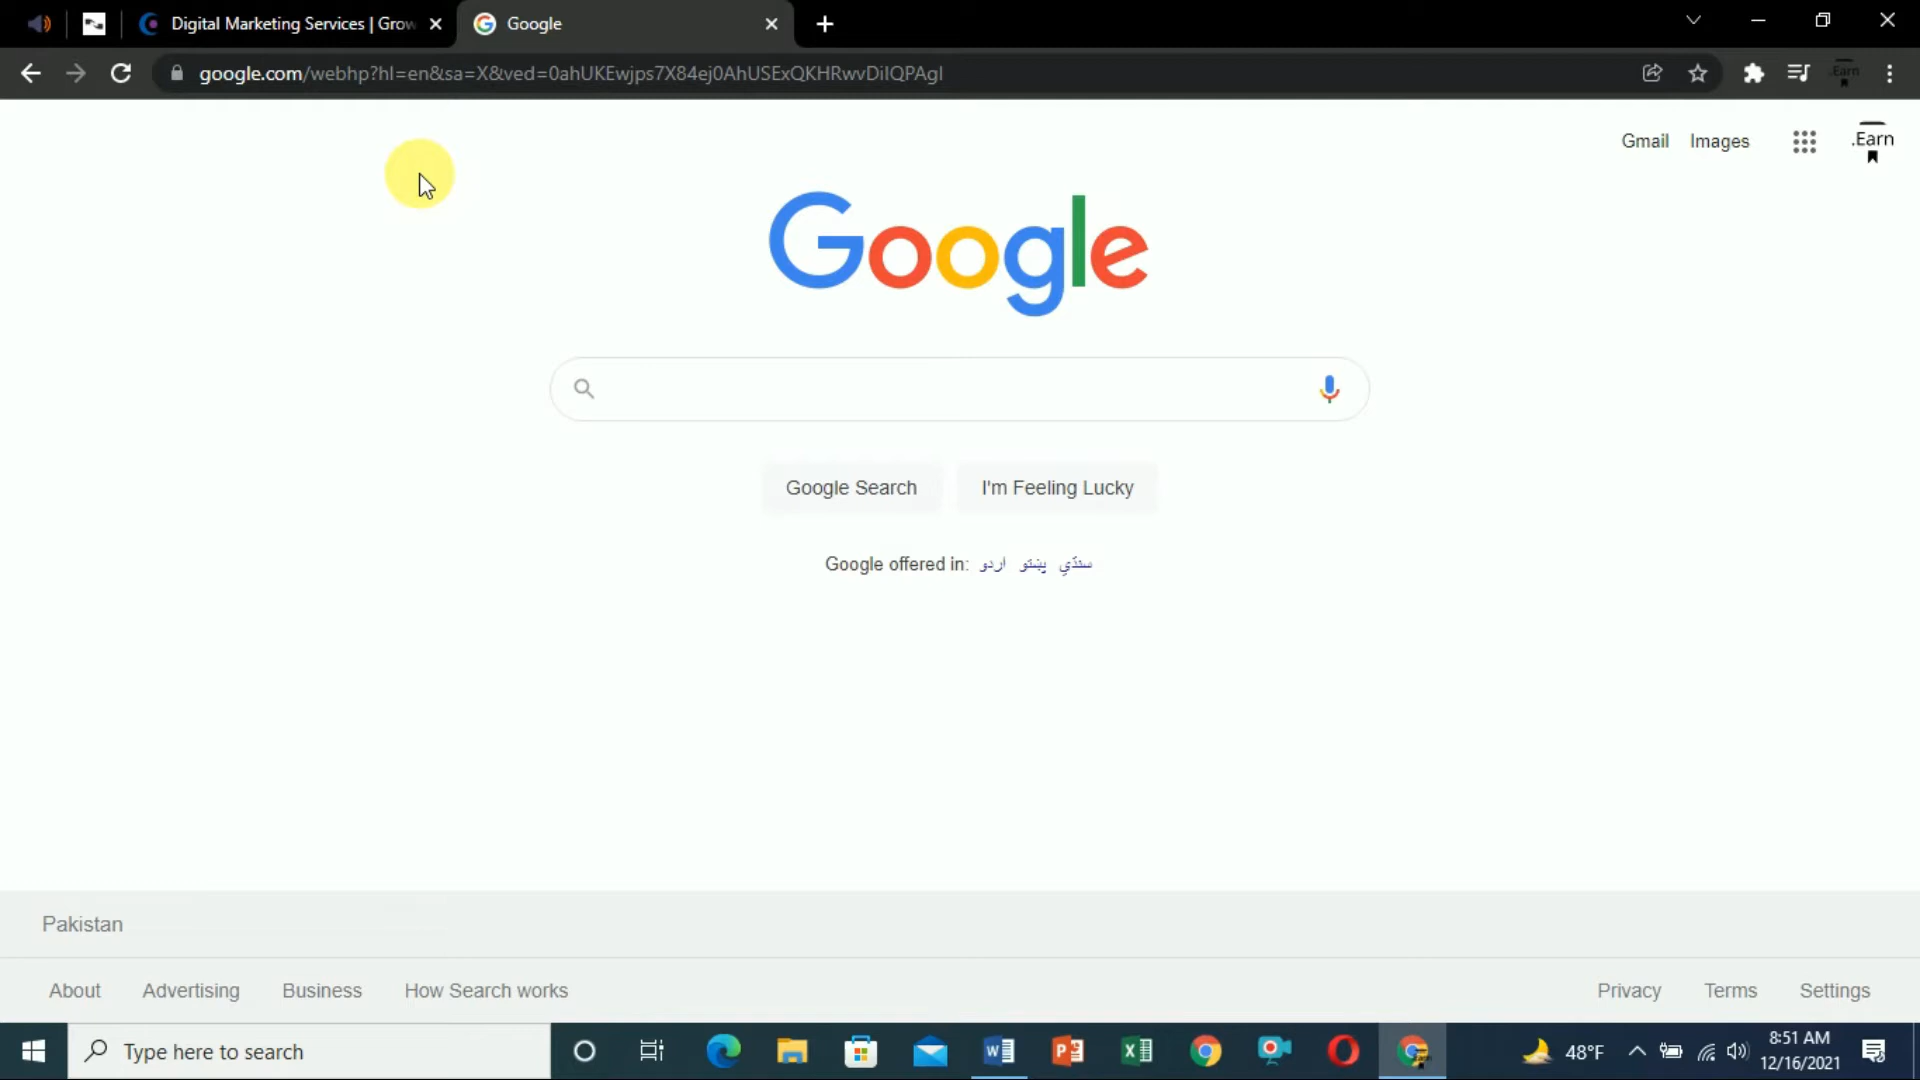 Digital Marketing Services | Grow
Google
google.com/webhp?hl=en&sa=X&ved=0ahUKEwjps7X84ej0AhUSExQKHRwvDiIQPAgI
.Earn
Gmail Images
.Earn
Google
Google Search
I'm Feeling Lucky
Google offered in: اردو پښتو سنڌي
Pakistan
About Advertising Business How Search works
Privacy Terms Settings
Type here to search
48°F
8:51 AM
12/16/2021